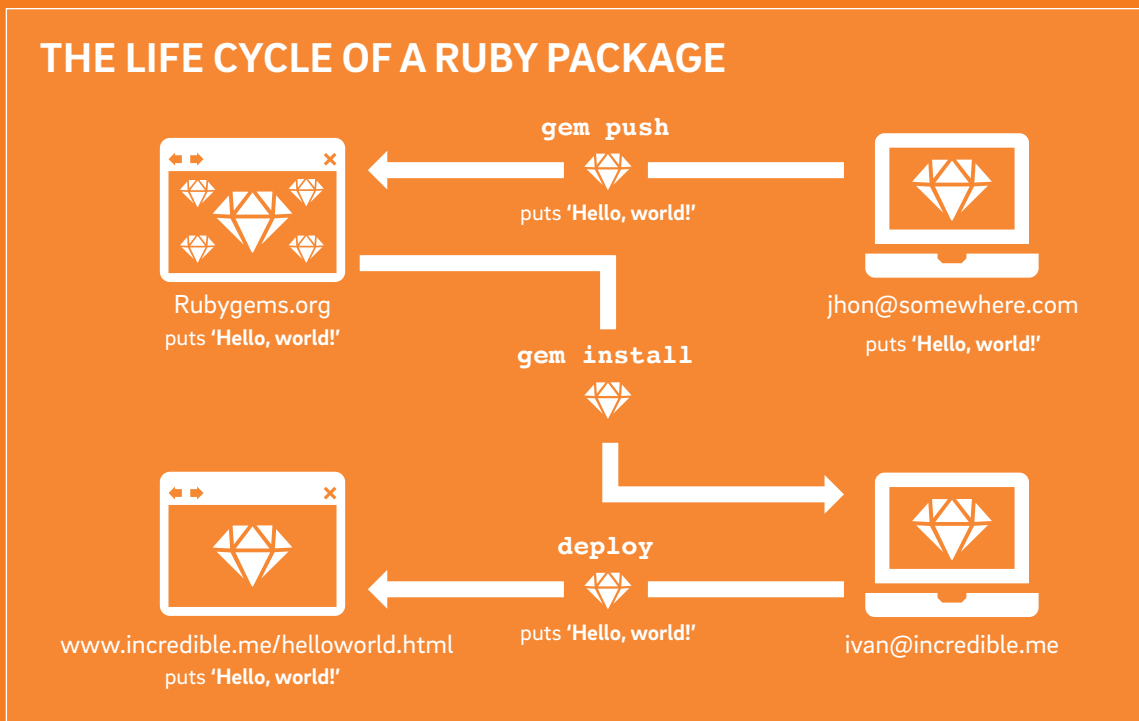 THE LIFE CYCLE OF A RUBY PACKAGE
gem push
puts ‘Hello, world!’
Rubygems.org
puts ‘Hello, world!’
jhon@somewhere.com
puts ‘Hello, world!’
gem install
deploy
puts ‘Hello, world!’
www.incredible.me/helloworld.html
puts ‘Hello, world!’
ivan@incredible.me